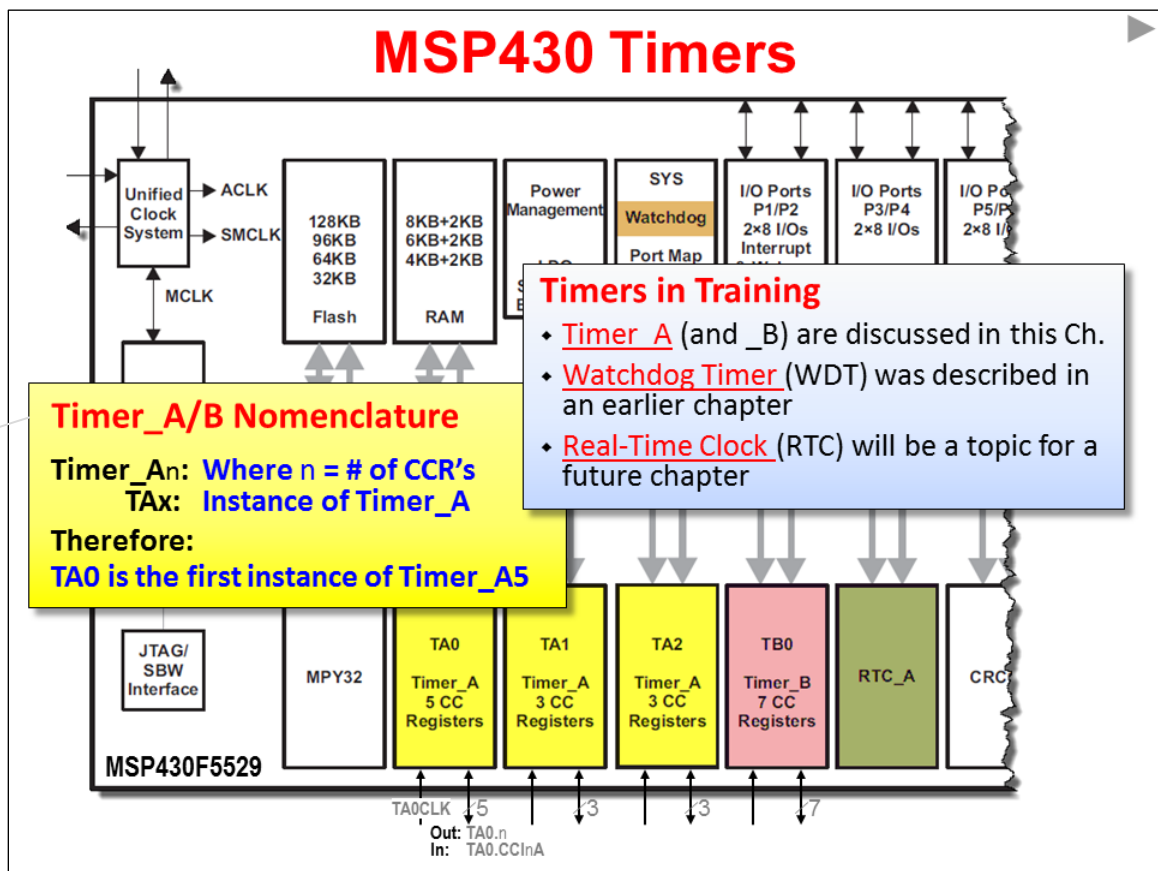 MSP430 Timers
Unified
Clock
System
ACLK
SMCLK
MCLK
128KB
96KB
64KB
32KB
Flash
8KB+2KB
6KB+2KB
4KB+2KB
RAM
Power
Management
SYS
Watchdog
Port Map
I/O Ports
P1/P2
2×8 I/Os
Interrupt
I/O Ports
P3/P4
2×8 I/Os
I/O Po
P5/P
2×8 I/
Timers in Training
Timer_A (and _B) are discussed in this Ch.
Watchdog Timer (WDT) was described in
an earlier chapter
Real-Time Clock (RTC) will be a topic for a
future chapter
Timer_A/B Nomenclature
Timer_An: Where n = # of CCR's
TAx: Instance of Timer_A
Therefore:
TA0 is the first instance of Timer_A5
JTAG/
SBW
Interface
MPY32
TA0
Timer_A
5 CC
Registers
TA1
Timer_A
3 CC
Registers
TA2
Timer_A
3 CC
Registers
TB0
Timer_B
7 CC
Registers
RTC_A
CRC
MSP430F5529
TA0CLK
5
3
3
7
Out: TA0.n
In: TA0.CCInA